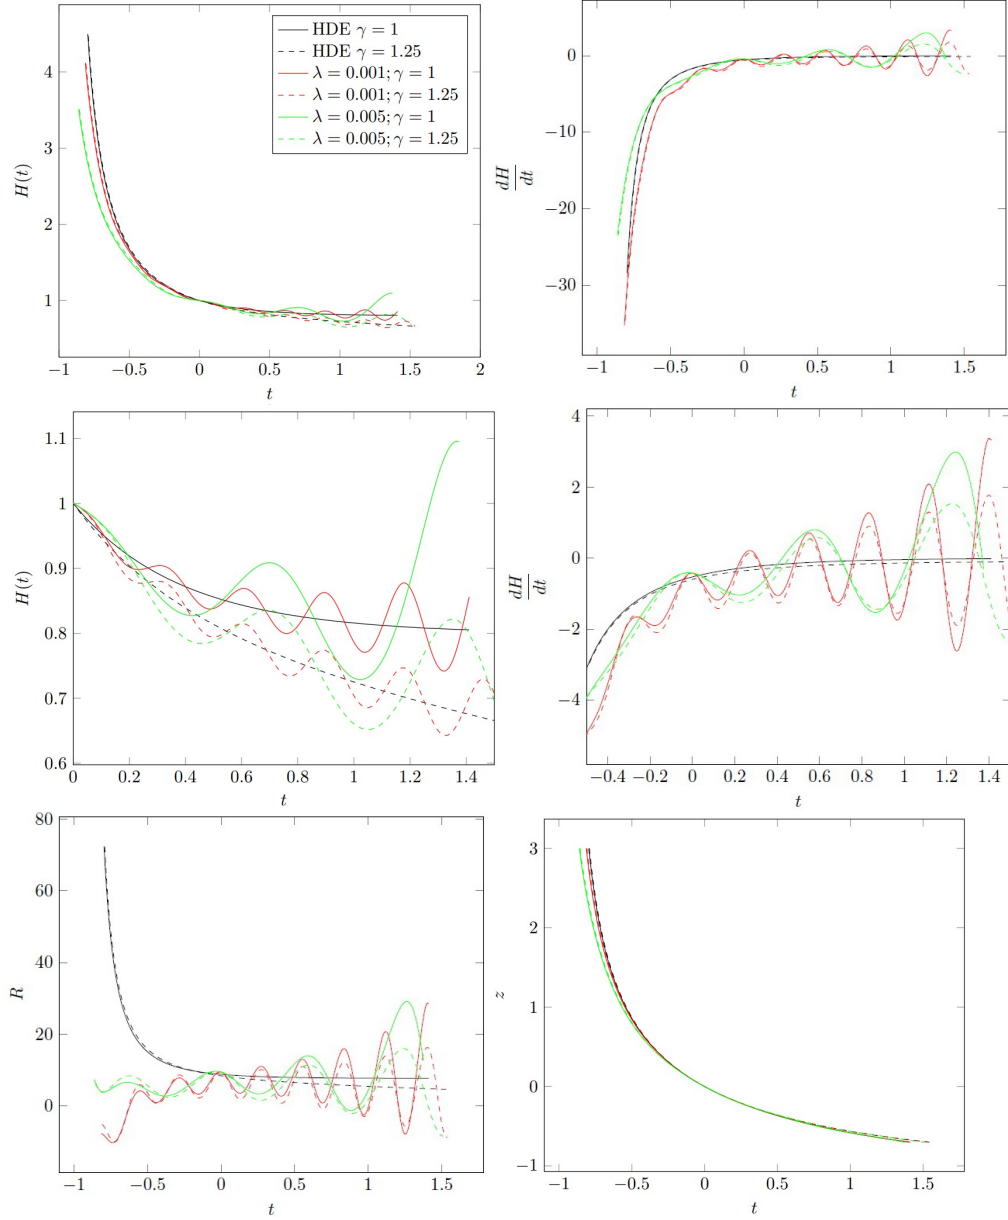 HDE γ = 1
HDE γ = 1.25
λ = 0.001; γ = 1
λ = 0.001; γ = 1.25
λ = 0.005; γ = 1
λ = 0.005; γ = 1.25
4
3
2
1
H(t)
−1 −0.5 0 0.5 1 1.5 2
t
0
−10
−20
−30
dH
dt
−1 −0.5 0 0.5 1 1.5
t
1.1
1
0.9
0.8
0.7
0.6
H(t)
0 0.2 0.4 0.6 0.8 1 1.2 1.4
t
4
2
0
−2
−4
dH
dt
−0.4 −0.2 0 0.2 0.4 0.6 0.8 1 1.2 1.4
t
80
60
40
20
0
R
−1 −0.5 0 0.5 1 1.5
t
3
2
1
0
−1
z
−1 −0.5 0 0.5 1 1.5
t